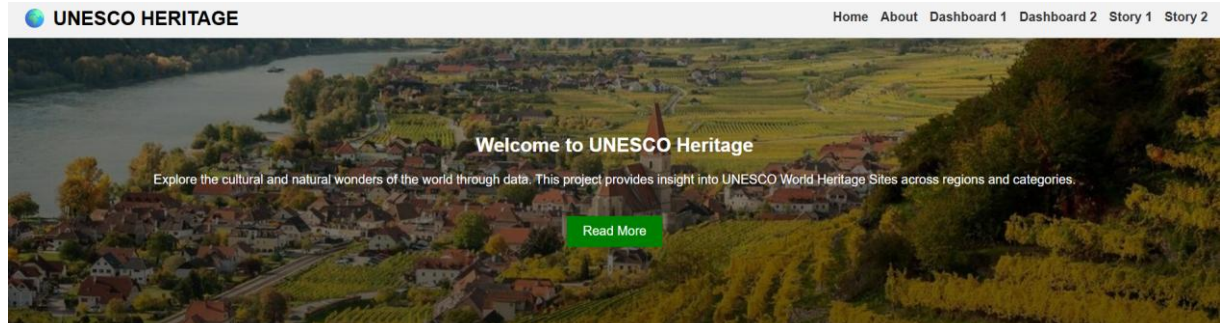 UNESCO HERITAGE
Home About Dashboard 1 Dashboard 2 Story 1 Story 2
Welcome to UNESCO Heritage
Explore the cultural and natural wonders of the world through data. This project provides insight into UNESCO World Heritage Sites across regions and categories.
Read More